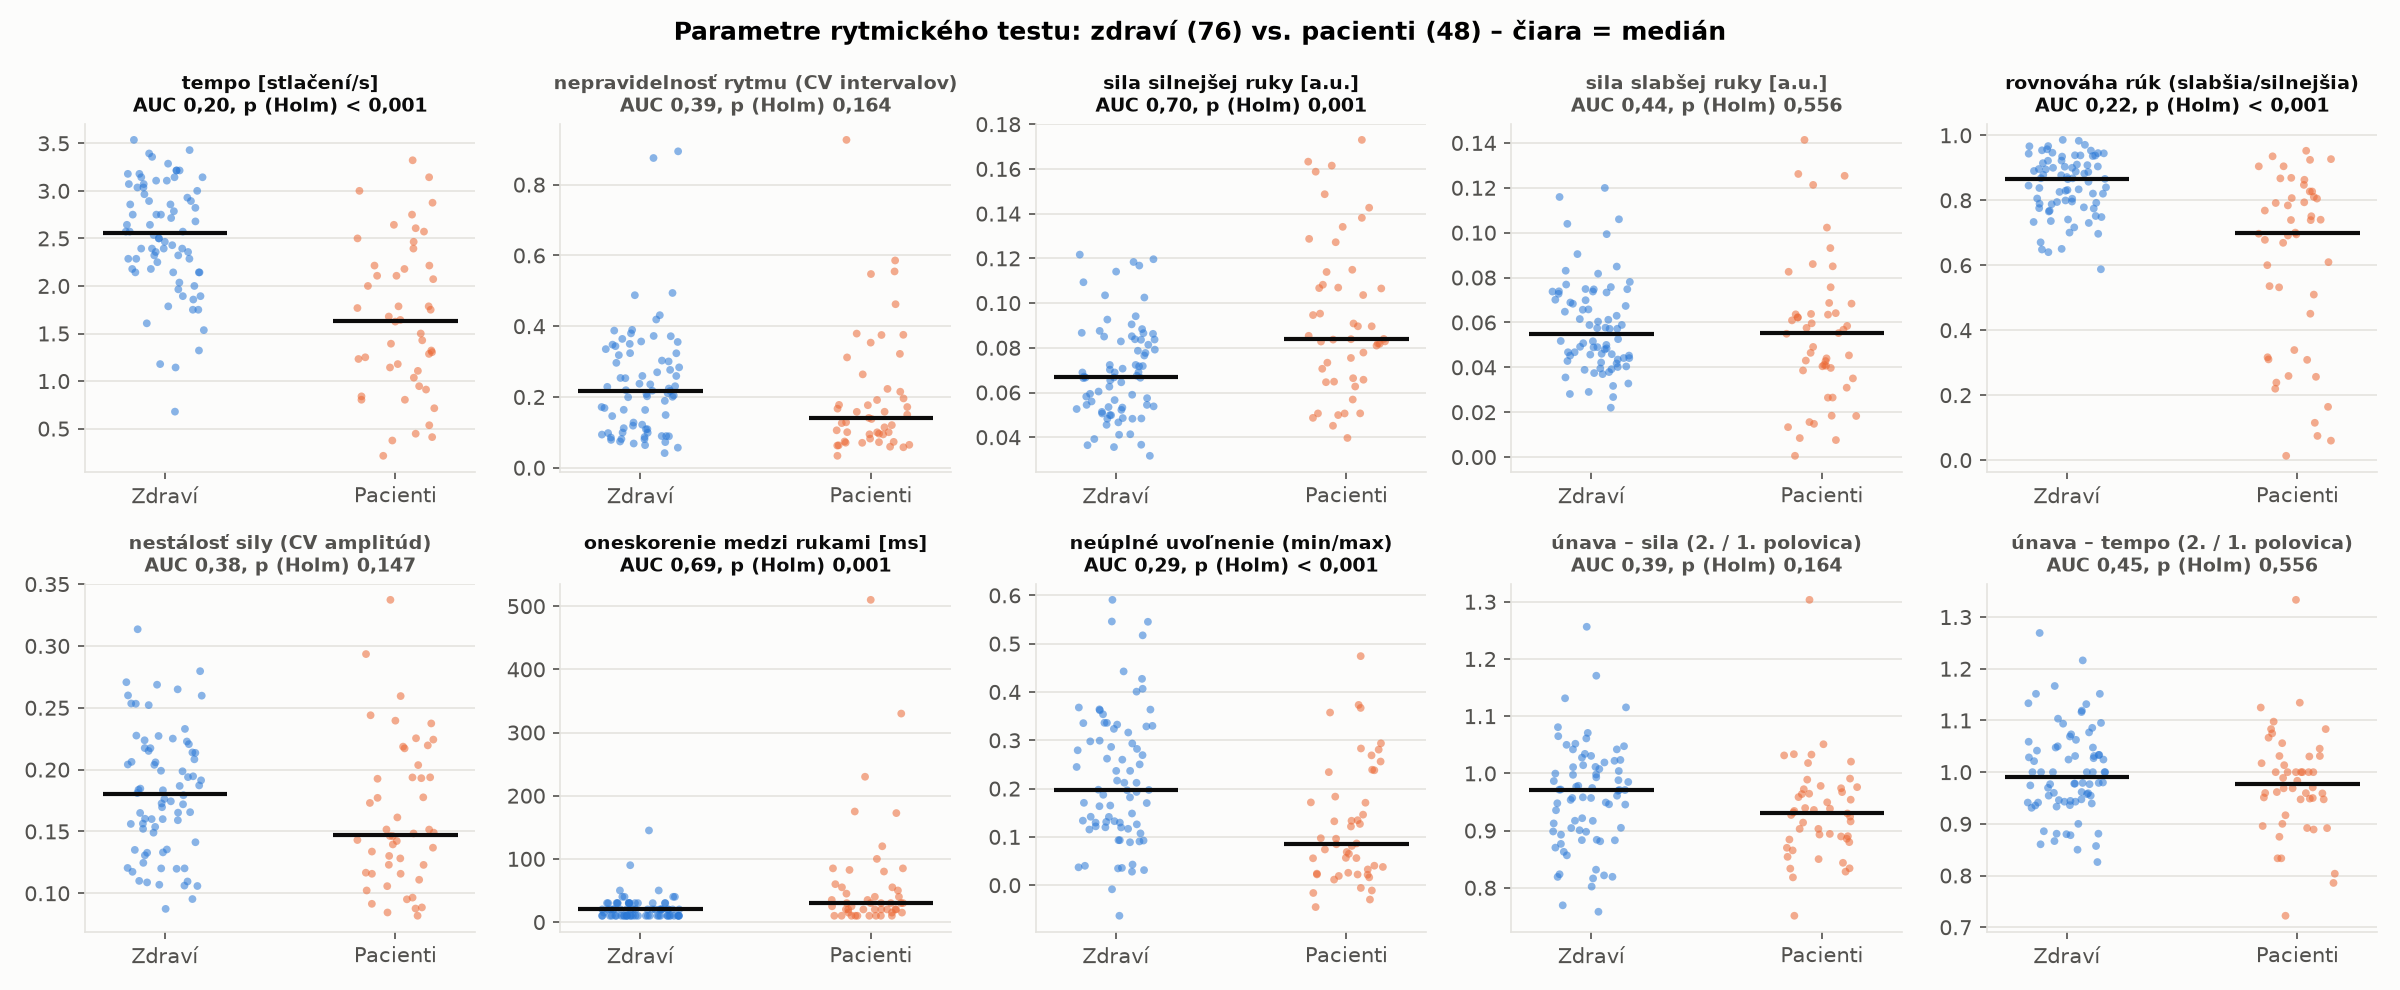 Parametre rytmického testu: zdraví (76) vs. pacienti (48) – čiara = medián
tempo [stlačení/s]
AUC 0,20, p (Holm) < 0,001
3.5
3.0
2.5
2.0
1.5
1.0
0.5
Zdraví
Pacienti
nepravidelnosť rytmu (CV intervalov)
AUC 0,39, p (Holm) 0,164
0.8
0.6
0.4
0.2
0.0
Zdraví
Pacienti
sila silnejšej ruky [a.u.]
AUC 0,70, p (Holm) 0,001
0.18
0.16
0.14
0.12
0.10
0.08
0.06
0.04
Zdraví
Pacienti
sila slabšej ruky [a.u.]
AUC 0,44, p (Holm) 0,556
0.14
0.12
0.10
0.08
0.06
0.04
0.02
0.00
Zdraví
Pacienti
rovnováha rúk (slabšia/silnejšia)
AUC 0,22, p (Holm) < 0,001
1.0
0.8
0.6
0.4
0.2
0.0
Zdraví
Pacienti
nestálosť sily (CV amplitúd)
AUC 0,38, p (Holm) 0,147
0.35
0.30
0.25
0.20
0.15
0.10
Zdraví
Pacienti
oneskorenie medzi rukami [ms]
AUC 0,69, p (Holm) 0,001
500
400
300
200
100
0
Zdraví
Pacienti
neúplné uvoľnenie (min/max)
AUC 0,29, p (Holm) < 0,001
0.6
0.5
0.4
0.3
0.2
0.1
0.0
Zdraví
Pacienti
únava – sila (2. / 1. polovica)
AUC 0,39, p (Holm) 0,164
1.3
1.2
1.1
1.0
0.9
0.8
Zdraví
Pacienti
únava – tempo (2. / 1. polovica)
AUC 0,45, p (Holm) 0,556
1.3
1.2
1.1
1.0
0.9
0.8
0.7
Zdraví
Pacienti